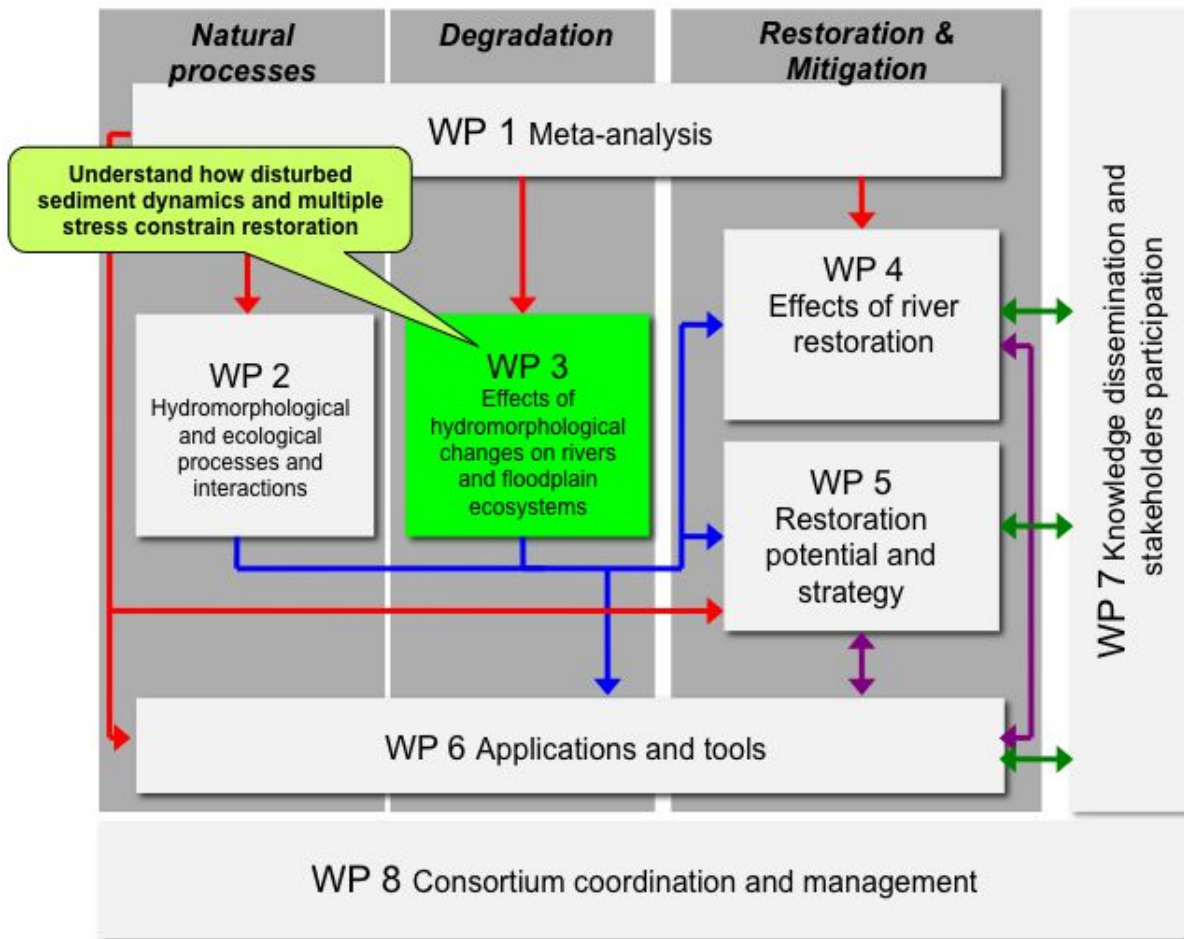 Natural
processes
Degradation
Restoration &
Mitigation
WP 1 Meta-analysis
Understand how disturbed
sediment dynamics and multiple
stress constrain restoration
WP 2
Hydromorphological
and ecological
processes and
interactions
WP 3
Effects of
hydromorphological
changes on rivers
and floodplain
ecosystems
WP 4
Effects of river
restoration
WP 5
Restoration
potential and
strategy
WP 6 Applications and tools
WP 7 Knowledge dissemination and
stakeholders participation
WP 8 Consortium coordination and management